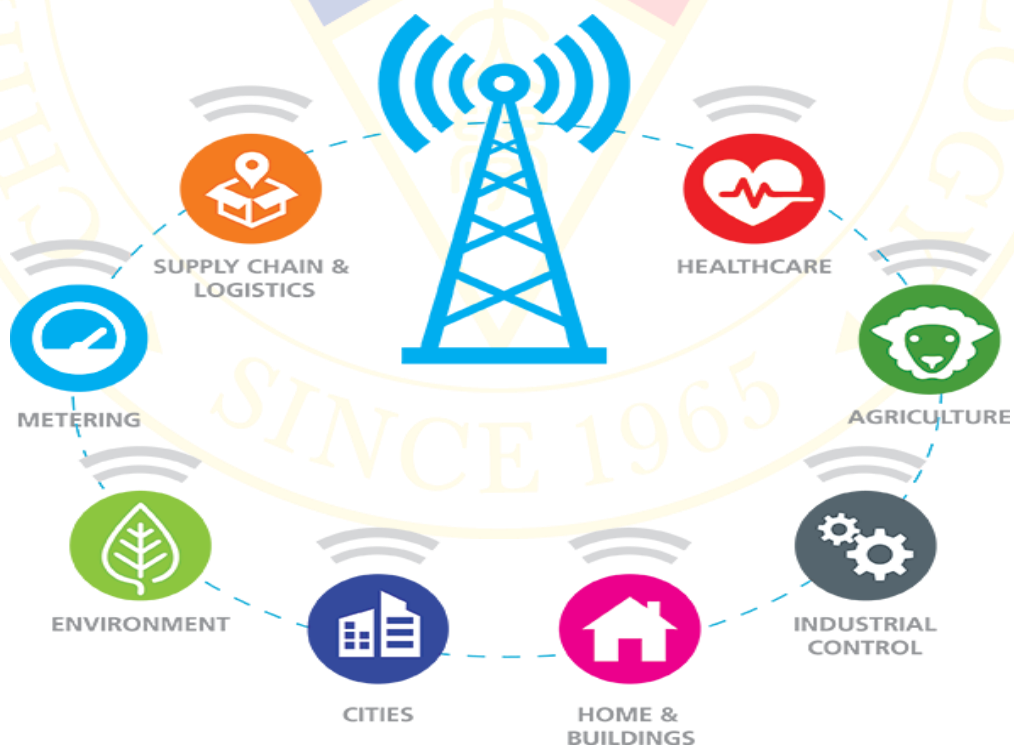 SUPPLY CHAIN &
LOGISTICS
HEALTHCARE
METERING
AGRICULTURE
SINCE 1965
ENVIRONMENT
INDUSTRIAL
CONTROL
CITIES
HOME &
BUILDINGS